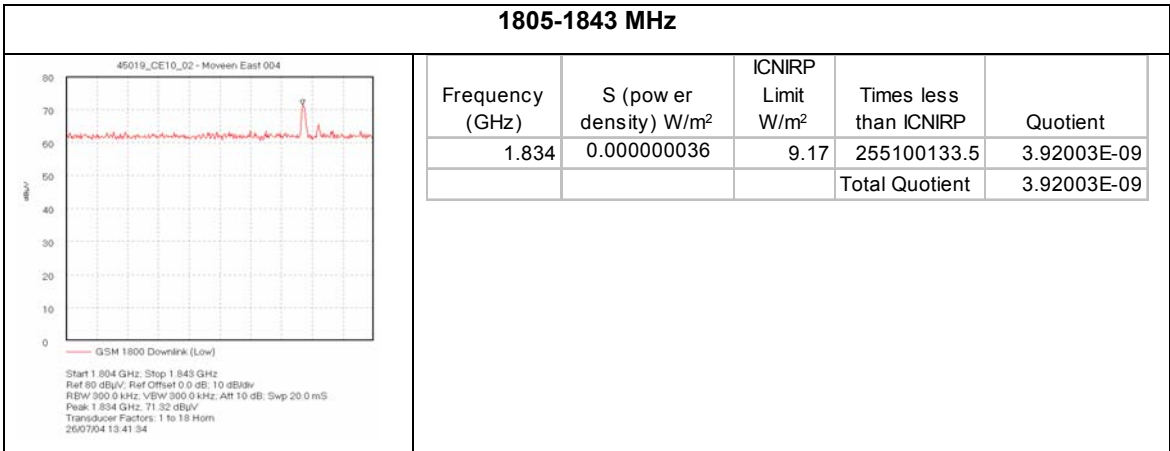 1805-1843 MHz
45019_CE10_02 - Moveen East 004
80
70
60
50
40
30
20
10
0
dBµV
GSM 1800 Downlink (Low)
Start 1.804 GHz; Stop 1.843 GHz
Ref 80 dBµV; Ref Offset 0.0 dB; 10 dB/div
RBW 300.0 kHz; VBW 300.0 kHz; Att 10 dB; Swp 20.0 mS
Peak 1.834 GHz, 71.32 dBµV
Transducer Factors: 1 to 18 Horn
26/07/04 13:41:34
Frequency (GHz) S (pow er density) W/m² ICNIRP Limit W/m² Times less than ICNIRP Quotient
1.834 0.000000036 9.17 255100133.5 3.92003E-09
Total Quotient 3.92003E-09